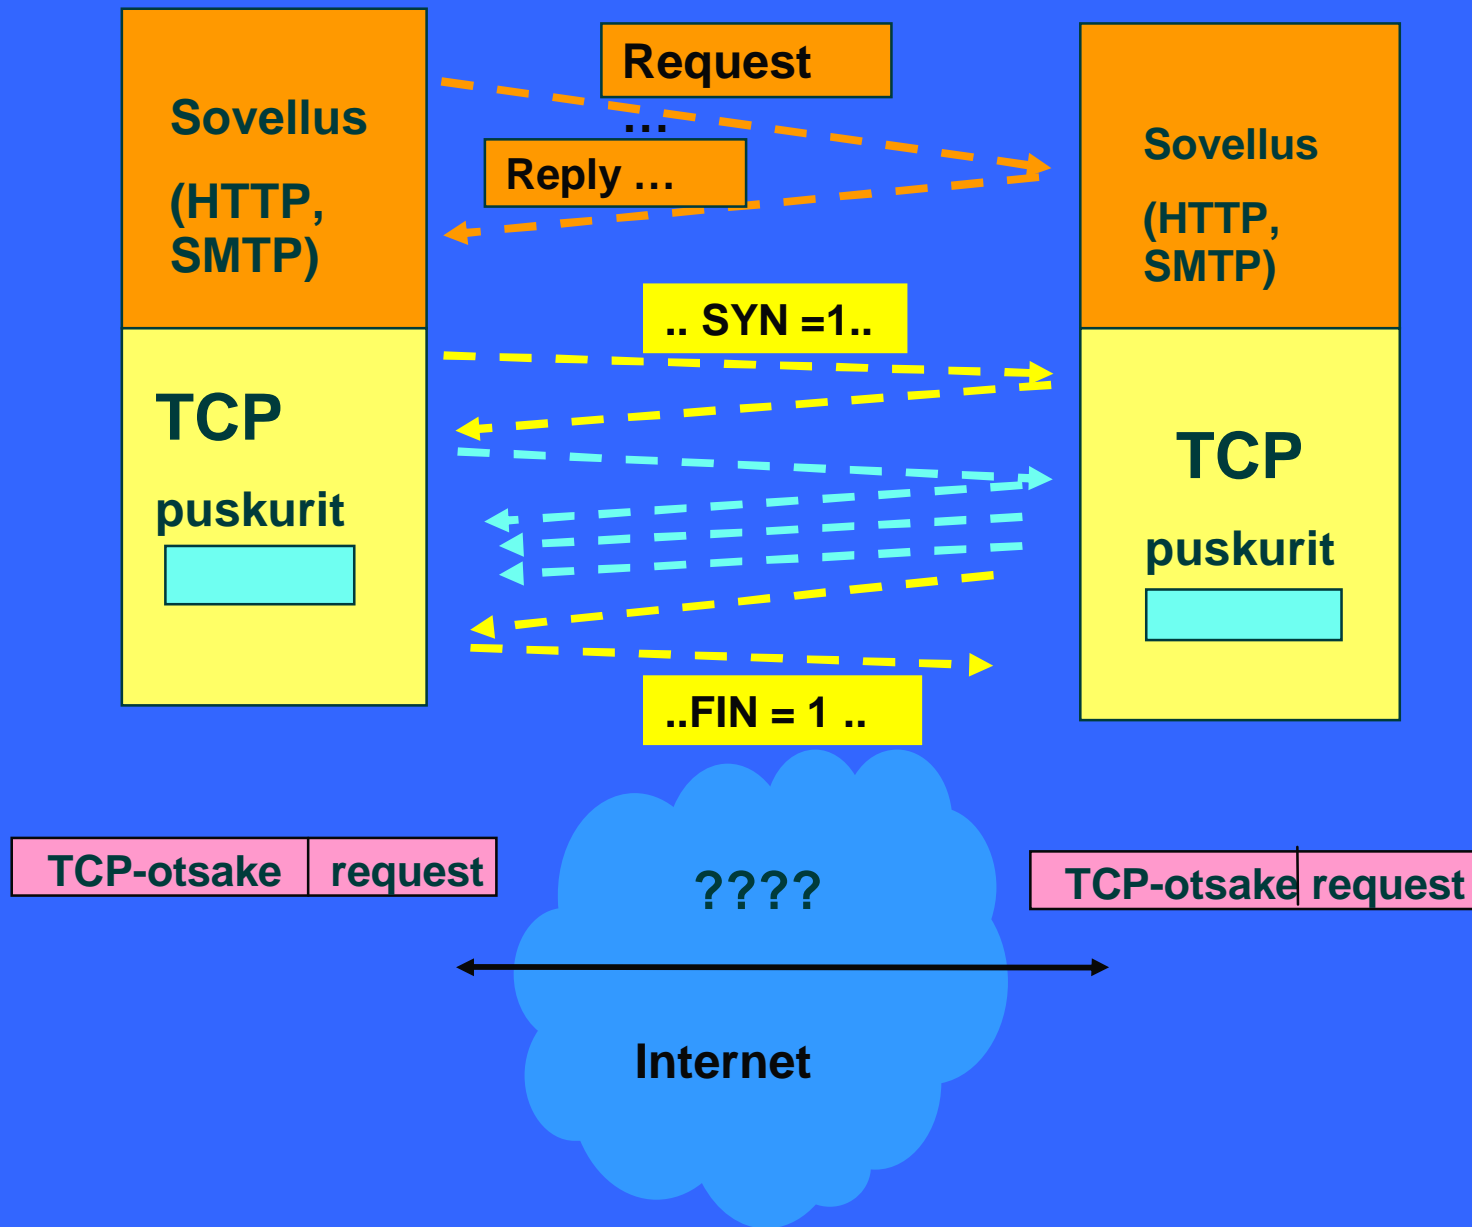 Sovellus
(HTTP,
SMTP)
TCP
puskurit
Request
…
Reply …
.. SYN =1..
..FIN = 1 ..
Sovellus
(HTTP,
SMTP)
TCP
puskurit
TCP-otsake request
????
Internet
TCP-otsake request